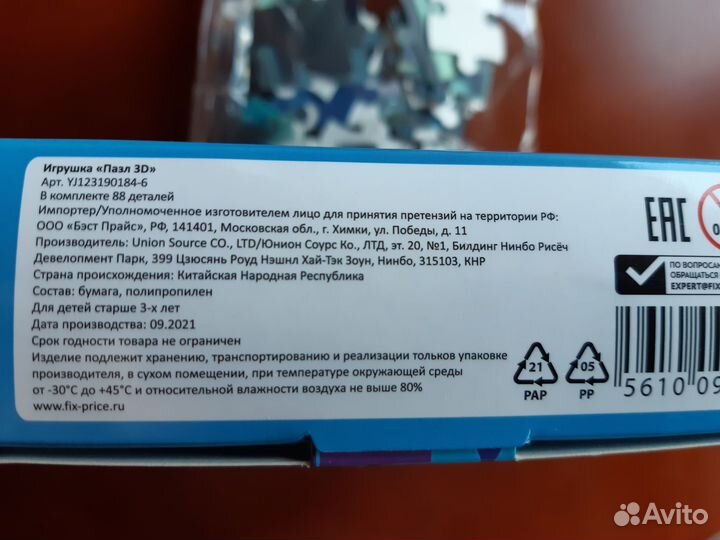 Игрушка «Пазл 3D»
Арт. YJ123190184-6
В комплекте 88 деталей
Импортер/Уполномоченное изготовителем лицо для принятия претензий на территории РФ:
ООО «Бэст Прайс», РФ, 141401, Московская обл., г. Химки, ул. Победы, д. 11
Производитель: Union Source CO., LTD/Юнион Соурс Ко., ЛТД, эт. 20, №1, Билдинг Нинбо Рисёч
Девелопмент Парк, 399 Цзюсянь Роуд Нэшнл Хай-Тэк Зоун, Нинбо, 315103, КНР
Страна происхождения: Китайская Народная Республика
Состав: бумага, полипропилен
Для детей старше 3-х лет
Дата производства: 09.2021
Срок годности товара не ограничен
Изделие подлежит хранению, транспортированию и реализации тольков упаковке
производителя, в сухом помещении, при температуре окружающей среды
от -30°С до +45°С и относительной влажности воздуха не выше 80%
www.fix-price.ru
EAC
0
ПО ВОПРОСАМ
ОБРАЩАТЬСЯ
EXPERT@FIX
21
PAP
05
PP
5610 09
Avito